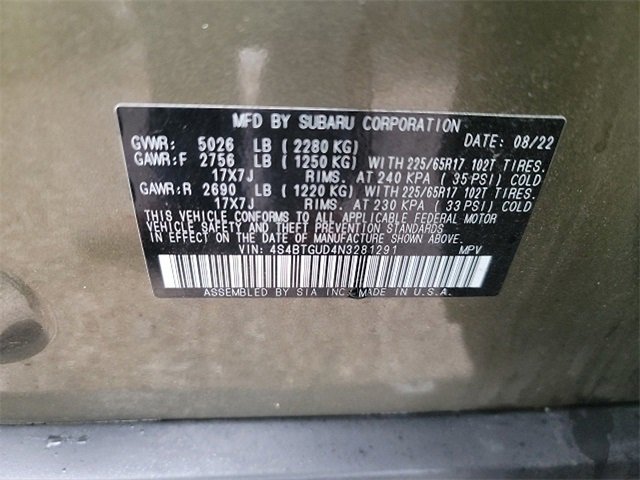 MFD BY SUBARU CORPORATION
GVWR: 5026 LB (2280 KG) DATE: 08/22
GAWR:F 2756 LB (1250 KG) WITH 225/65R17 102T TIRES.
17X7J RIMS. AT 240 KPA (35 PSI) COLD
GAWR:R 2690 LB (1220 KG) WITH 225/65R17 102T TIRES.
17X7J RIMS. AT 230 KPA (33 PSI) COLD
THIS VEHICLE CONFORMS TO ALL APPLICABLE FEDERAL MOTOR
VEHICLE SAFETY AND THEFT PREVENTION STANDARDS
IN EFFECT ON THE DATE OF MANUFACTURE SHOWN ABOVE.
VIN: 4S4BTGUD4N3281291 MPV
ASSEMBLED BY SIA INC. MADE IN U.S.A.